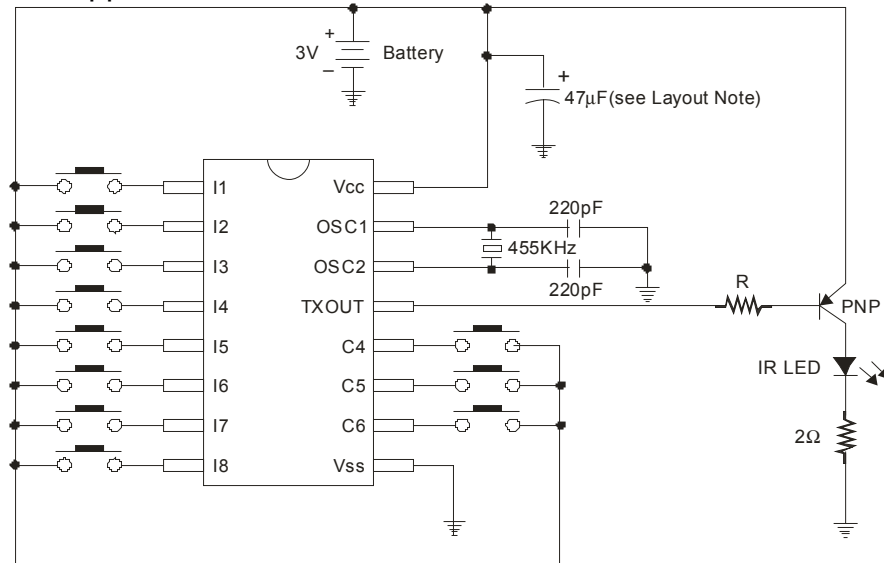 +
3V
Battery
–
+
47μF(see Layout Note)
I1
Vcc
220pF
I2
OSC1
455KHz
I3
OSC2
220pF
R
I4
TXOUT
PNP
I5
C4
IR LED
I6
C5
I7
C6
2Ω
I8
Vss